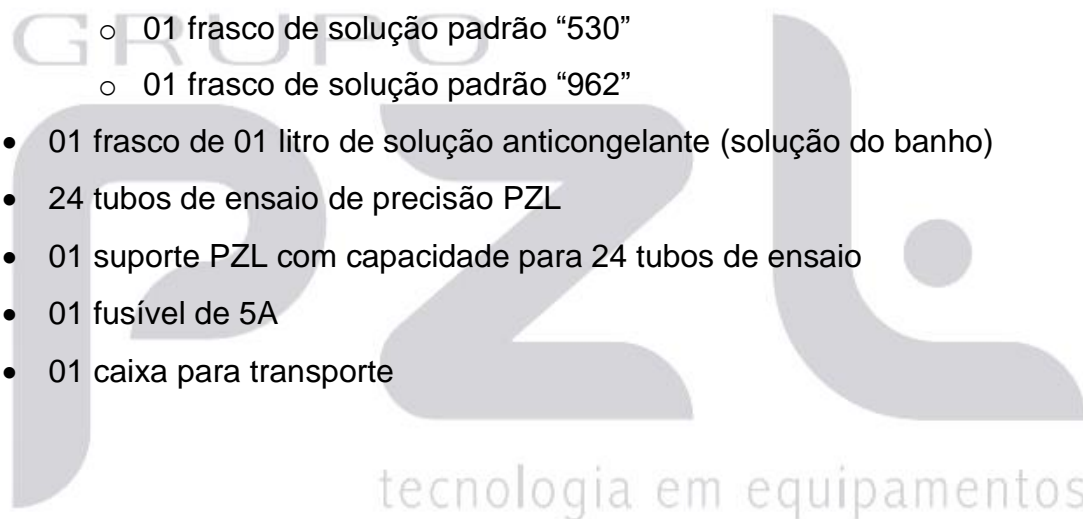 GRUPO
o 01 frasco de solução padrão “530”
o 01 frasco de solução padrão “962”
• 01 frasco de 01 litro de solução anticongelante (solução do banho)
• 24 tubos de ensaio de precisão PZL
• 01 suporte PZL com capacidade para 24 tubos de ensaio
• 01 fusível de 5A
• 01 caixa para transporte
PZL
tecnologia em equipamentos